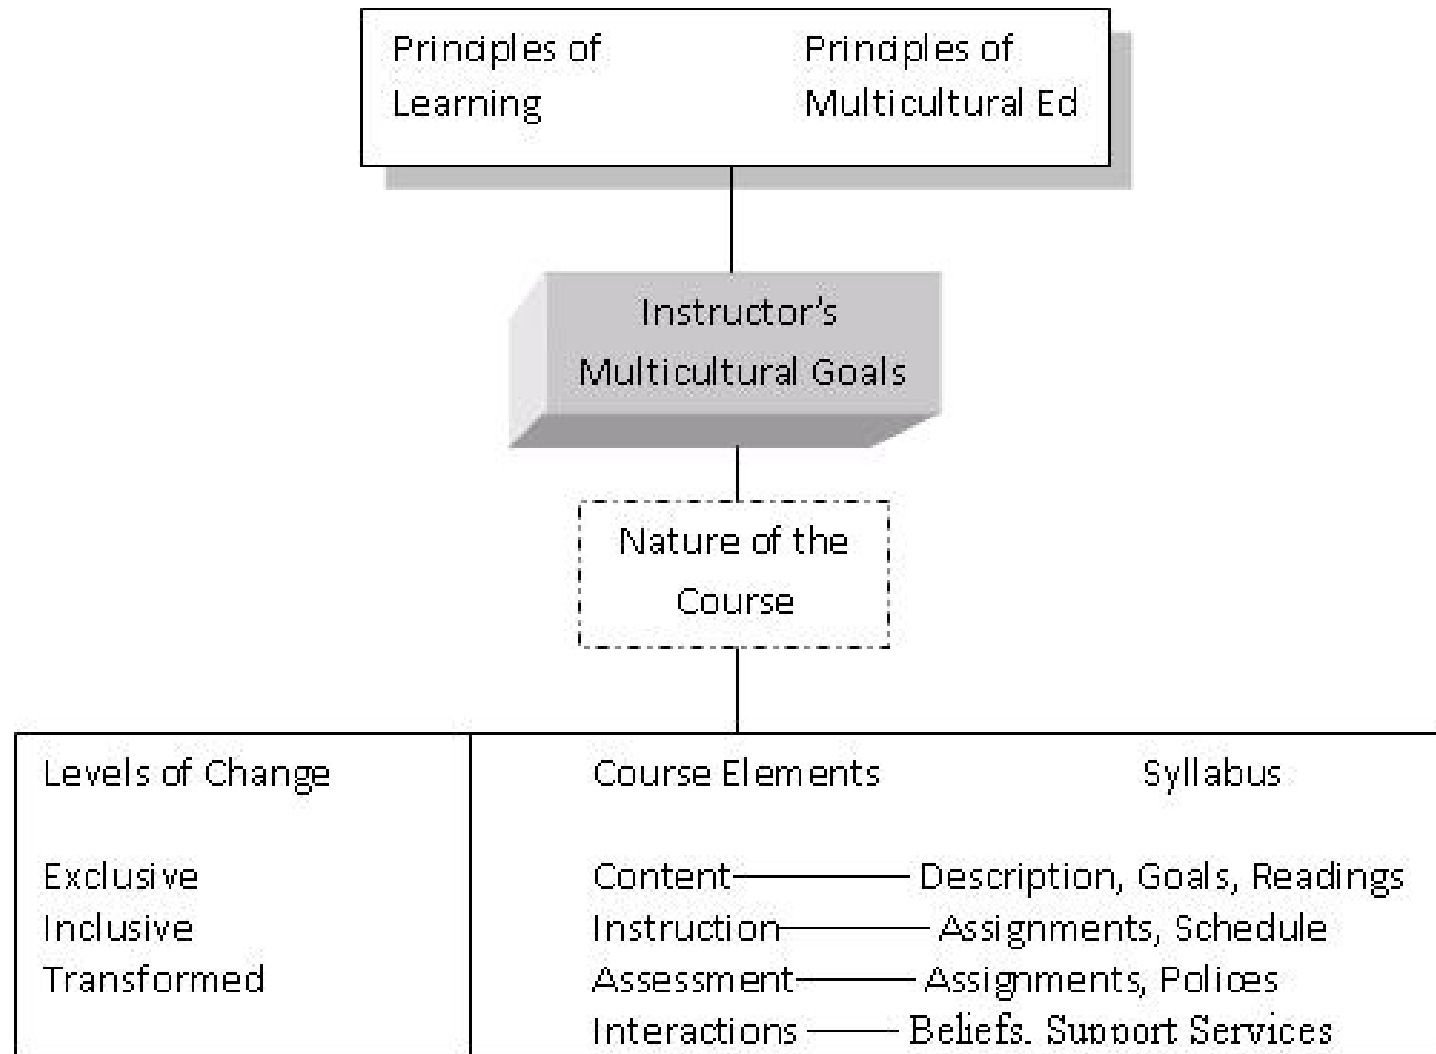 Principles of Learning
Principles of Multicultural Ed
Instructor's
Multicultural Goals
Nature of the
Course
Levels of Change
Exclusive
Inclusive
Transformed
Course Elements Syllabus
Content Description, Goals, Readings
Instruction Assignments, Schedule
Assessment Assignments, Polices
Interactions Beliefs. Support Services